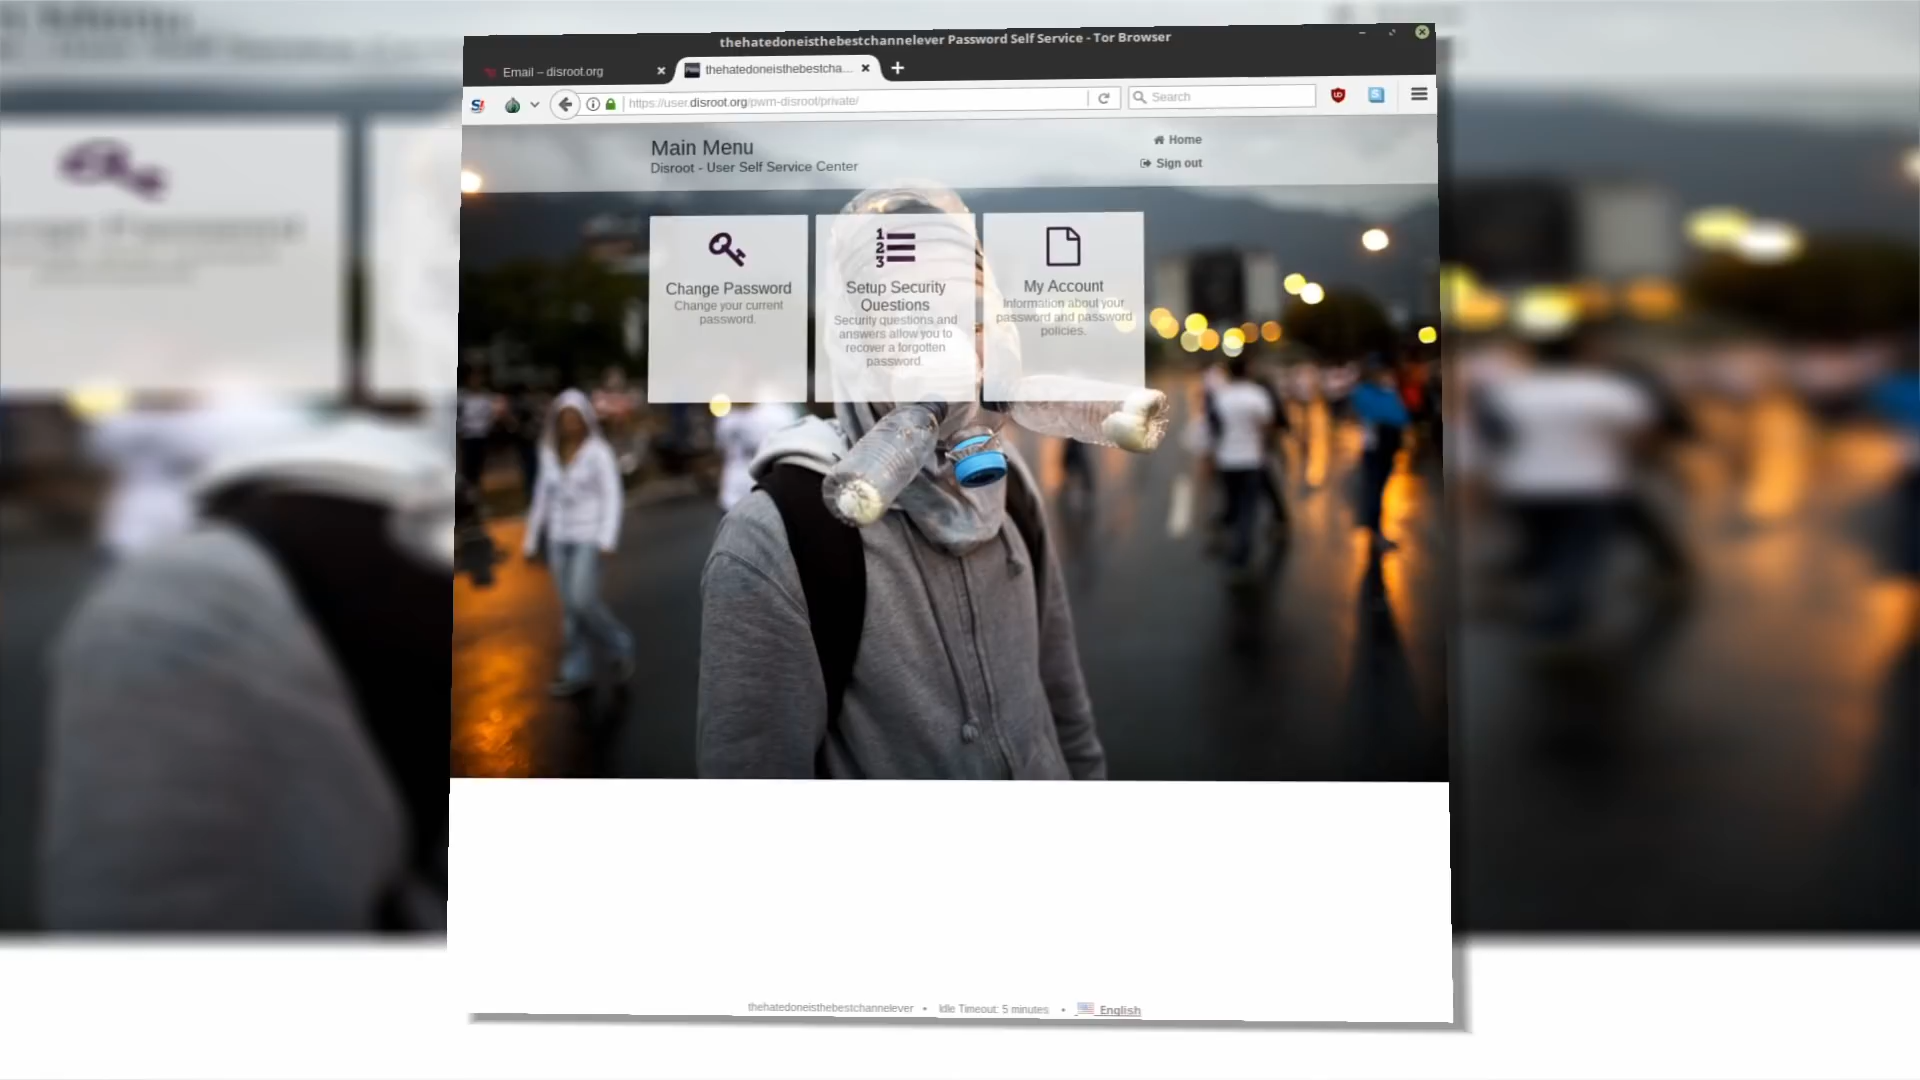 thehatedoneisthebestchannelever Password Self Service - Tor Browser
Email – disroot.org
thehatedoneisthebestcha...
https://user.disroot.org/pwm-disroot/private/
Search
Main Menu
Disroot - User Self Service Center
Home
Sign out
Change Password
Change your current
password.
1
2
3
Setup Security
Questions
Security questions and
answers allow you to
recover a forgotten
password.
My Account
Information about your
password and password
policies.
thehatedoneisthebestchannelever • Idle Timeout: 5 minutes • English